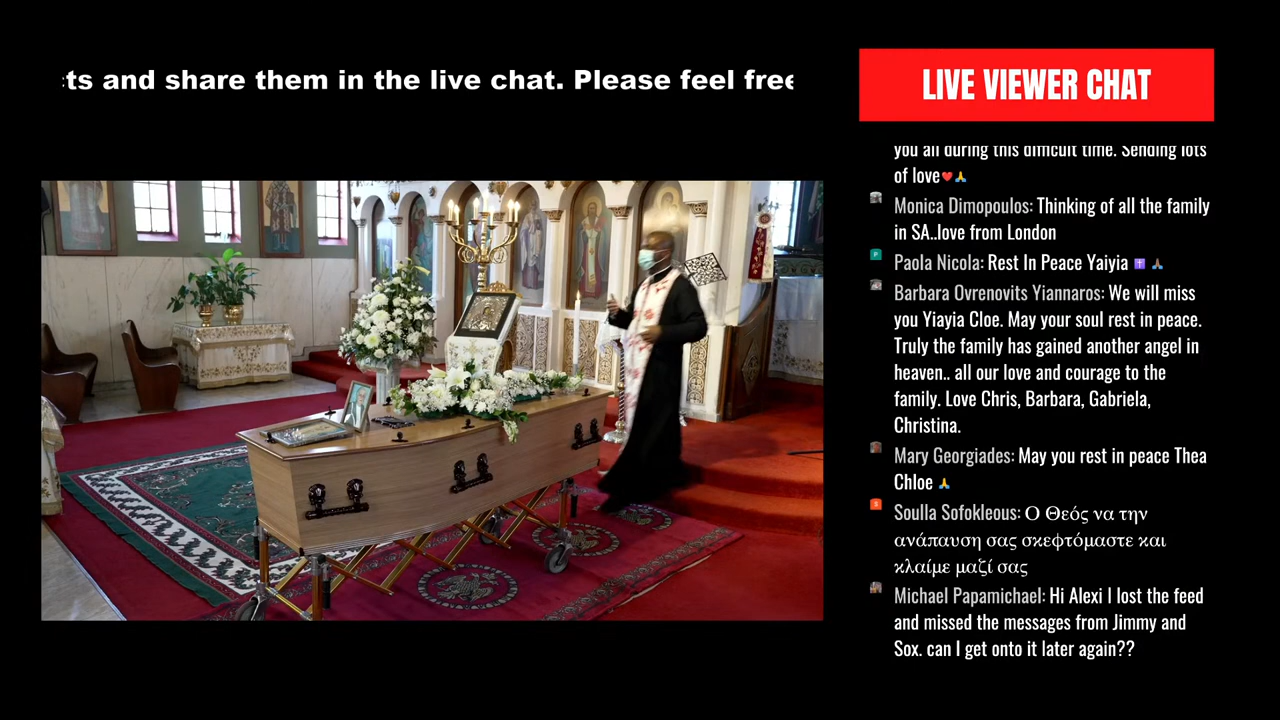 ts and share them in the live chat. Please feel free
LIVE VIEWER CHAT
you all during this difficult time. Sending lots
of love❤️🙏
Monica Dimopoulos: Thinking of all the family
in SA..love from London
Paola Nicola: Rest In Peace Yaiyia ✝️ 🙏🏽
Barbara Ovrenovits Yiannaros: We will miss
you Yiayia Cloe. May your soul rest in peace.
Truly the family has gained another angel in
heaven.. all our love and courage to the
family. Love Chris, Barbara, Gabriela,
Christina.
Mary Georgiades: May you rest in peace Thea
Chloe 🙏
Soulla Sofokleous: Ο Θεός να την
ανάπαυση σας σκεφτόμαστε και
κλαίμε μαζί σας
Michael Papamichael: Hi Alexi I lost the feed
and missed the messages from Jimmy and
Sox. can I get onto it later again??